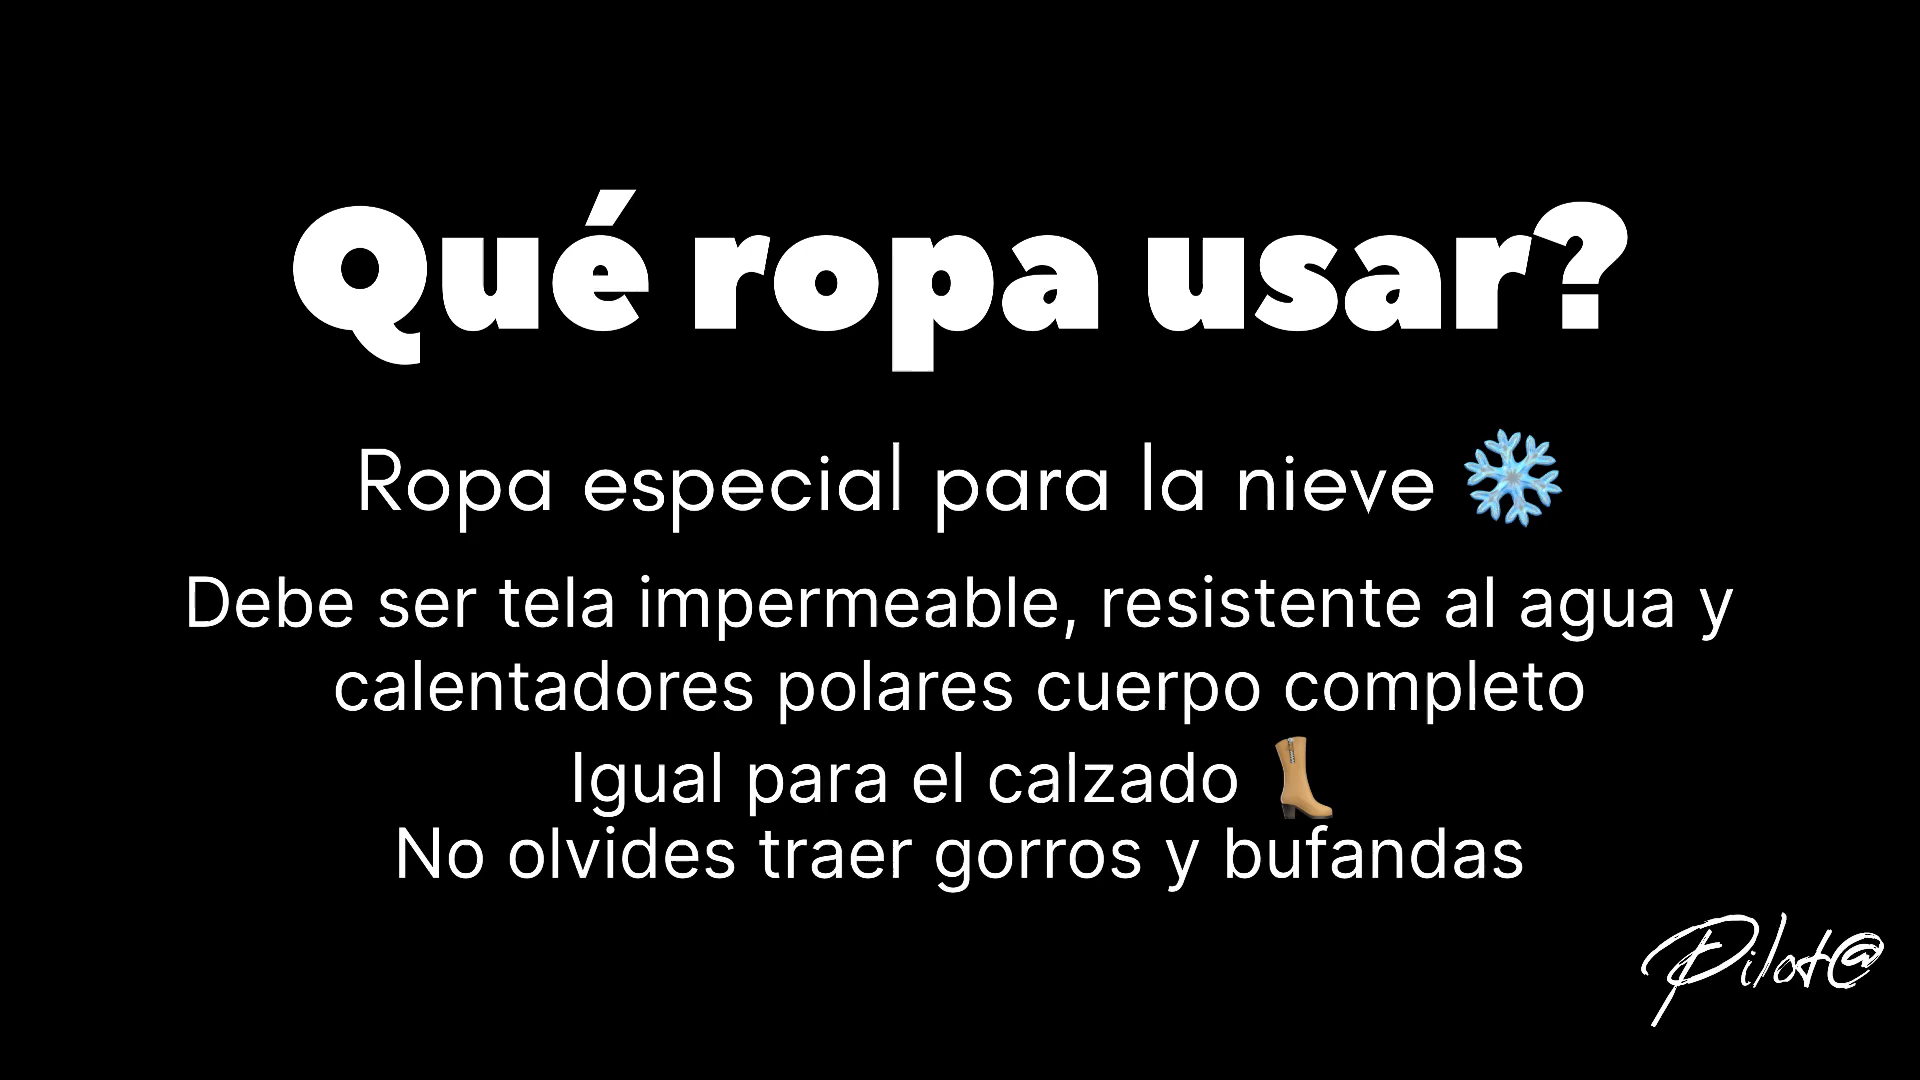 Qué ropa usar?
Ropa especial para la nieve ❄️
Debe ser tela impermeable, resistente al agua y
calentadores polares cuerpo completo
Igual para el calzado 👢
No olvides traer gorros y bufandas
Pilot@